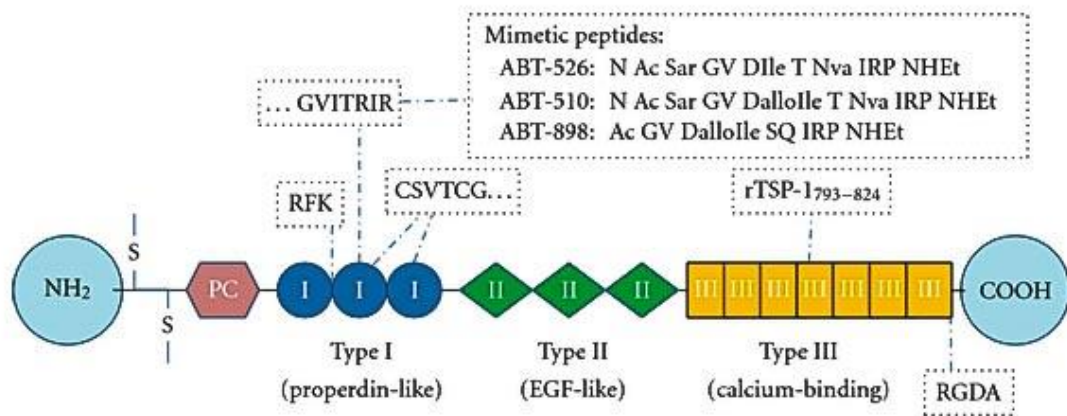 Mimetic peptides:
ABT-526: N Ac Sar GV DIle T Nva IRP NHEt
ABT-510: N Ac Sar GV DalloIle T Nva IRP NHEt
ABT-898: Ac GV DalloIle SQ IRP NHEt
... GVITRIR
RFK
CSVTCG...
rTSP-1₇₉₃₋₈₂₄
NH₂
S
S
PC
I
I
I
II
II
II
III
III
III
III
III
III
III
COOH
Type I
(properdin-like)
Type II
(EGF-like)
Type III
(calcium-binding)
RGDA